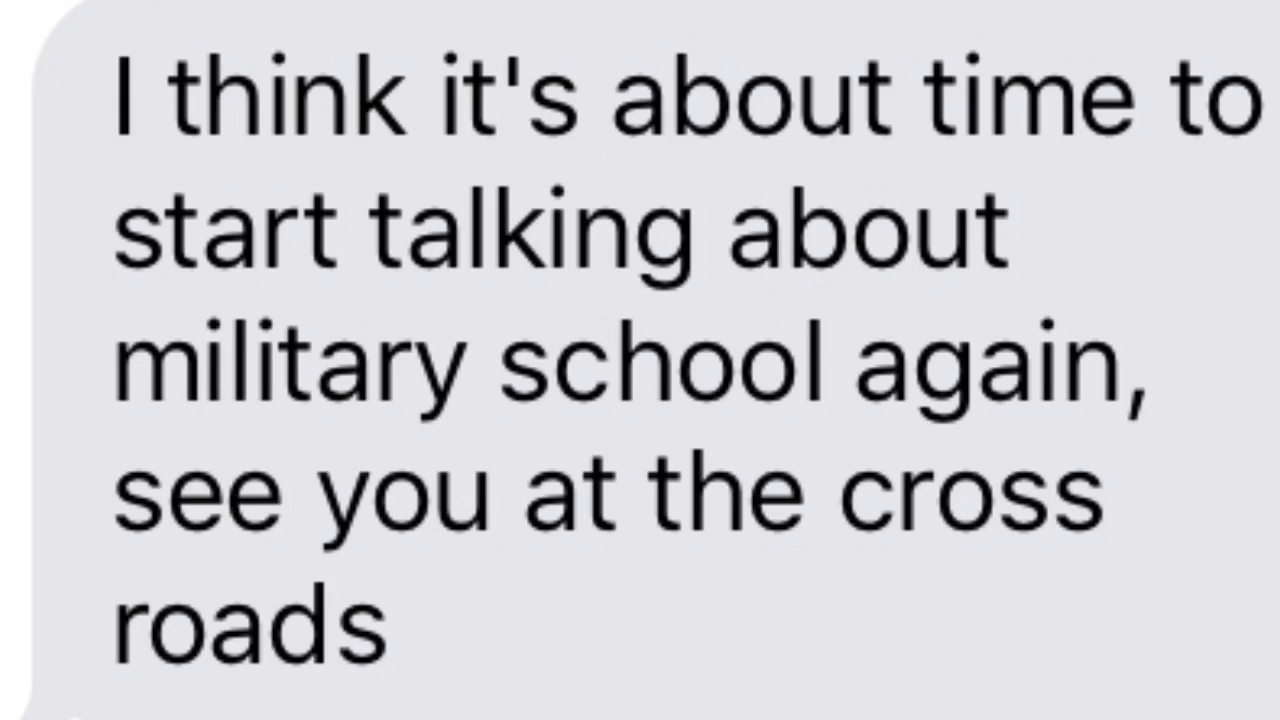 I think it's about time to
start talking about
military school again,
see you at the cross
roads